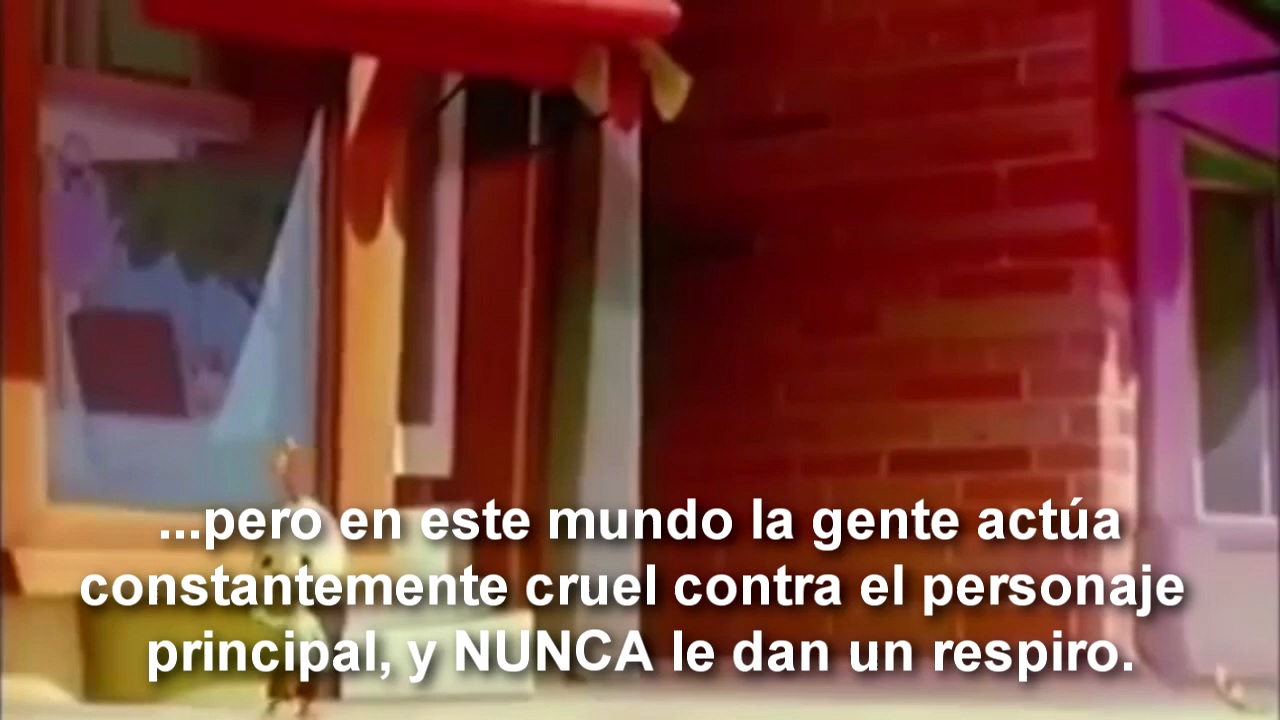 ...pero en este mundo la gente actúa
constantemente cruel contra el personaje
principal, y NUNCA le dan un respiro.